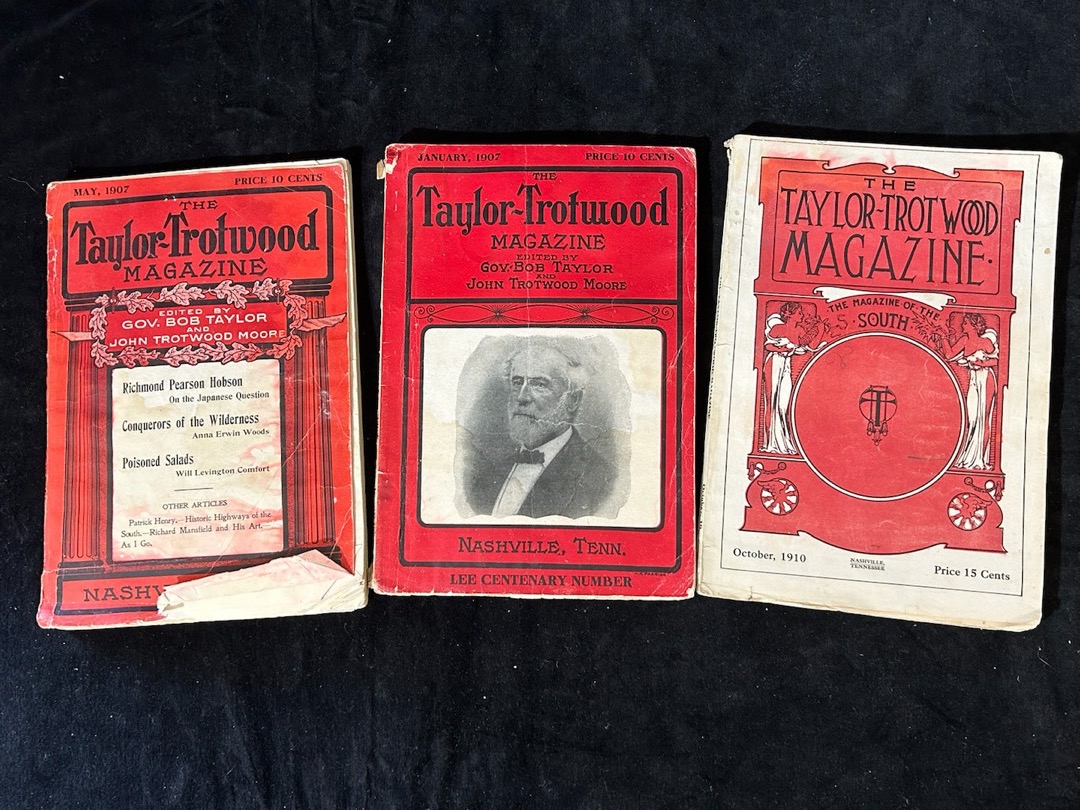 MAY, 1907 PRICE 10 CENTS
THE
Taylor-Trotwood
MAGAZINE
EDITED BY
GOV. BOB TAYLOR
AND
JOHN TROTWOOD MOORE
Richmond Pearson Hobson
On the Japanese Question
Conquerors of the Wilderness
Anna Erwin Woods
Poisoned Salads
Will Levington Comfort
OTHER ARTICLES
Patrick Henry.—Historic Highways of the
South.—Richard Mansfield and His Art.
As I Go.
NASHV
JANUARY, 1907 PRICE 10 CENTS
THE
Taylor-Trotwood
MAGAZINE
EDITED BY
GOV. BOB TAYLOR
AND
JOHN TROTWOOD MOORE
NASHVILLE, TENN.
LEE CENTENARY NUMBER
THE
TAYLOR-TROTWOOD
MAGAZINE.
THE MAGAZINE OF THE
SOUTH
October, 1910
NASHVILLE,
TENNESSEE
Price 15 Cents